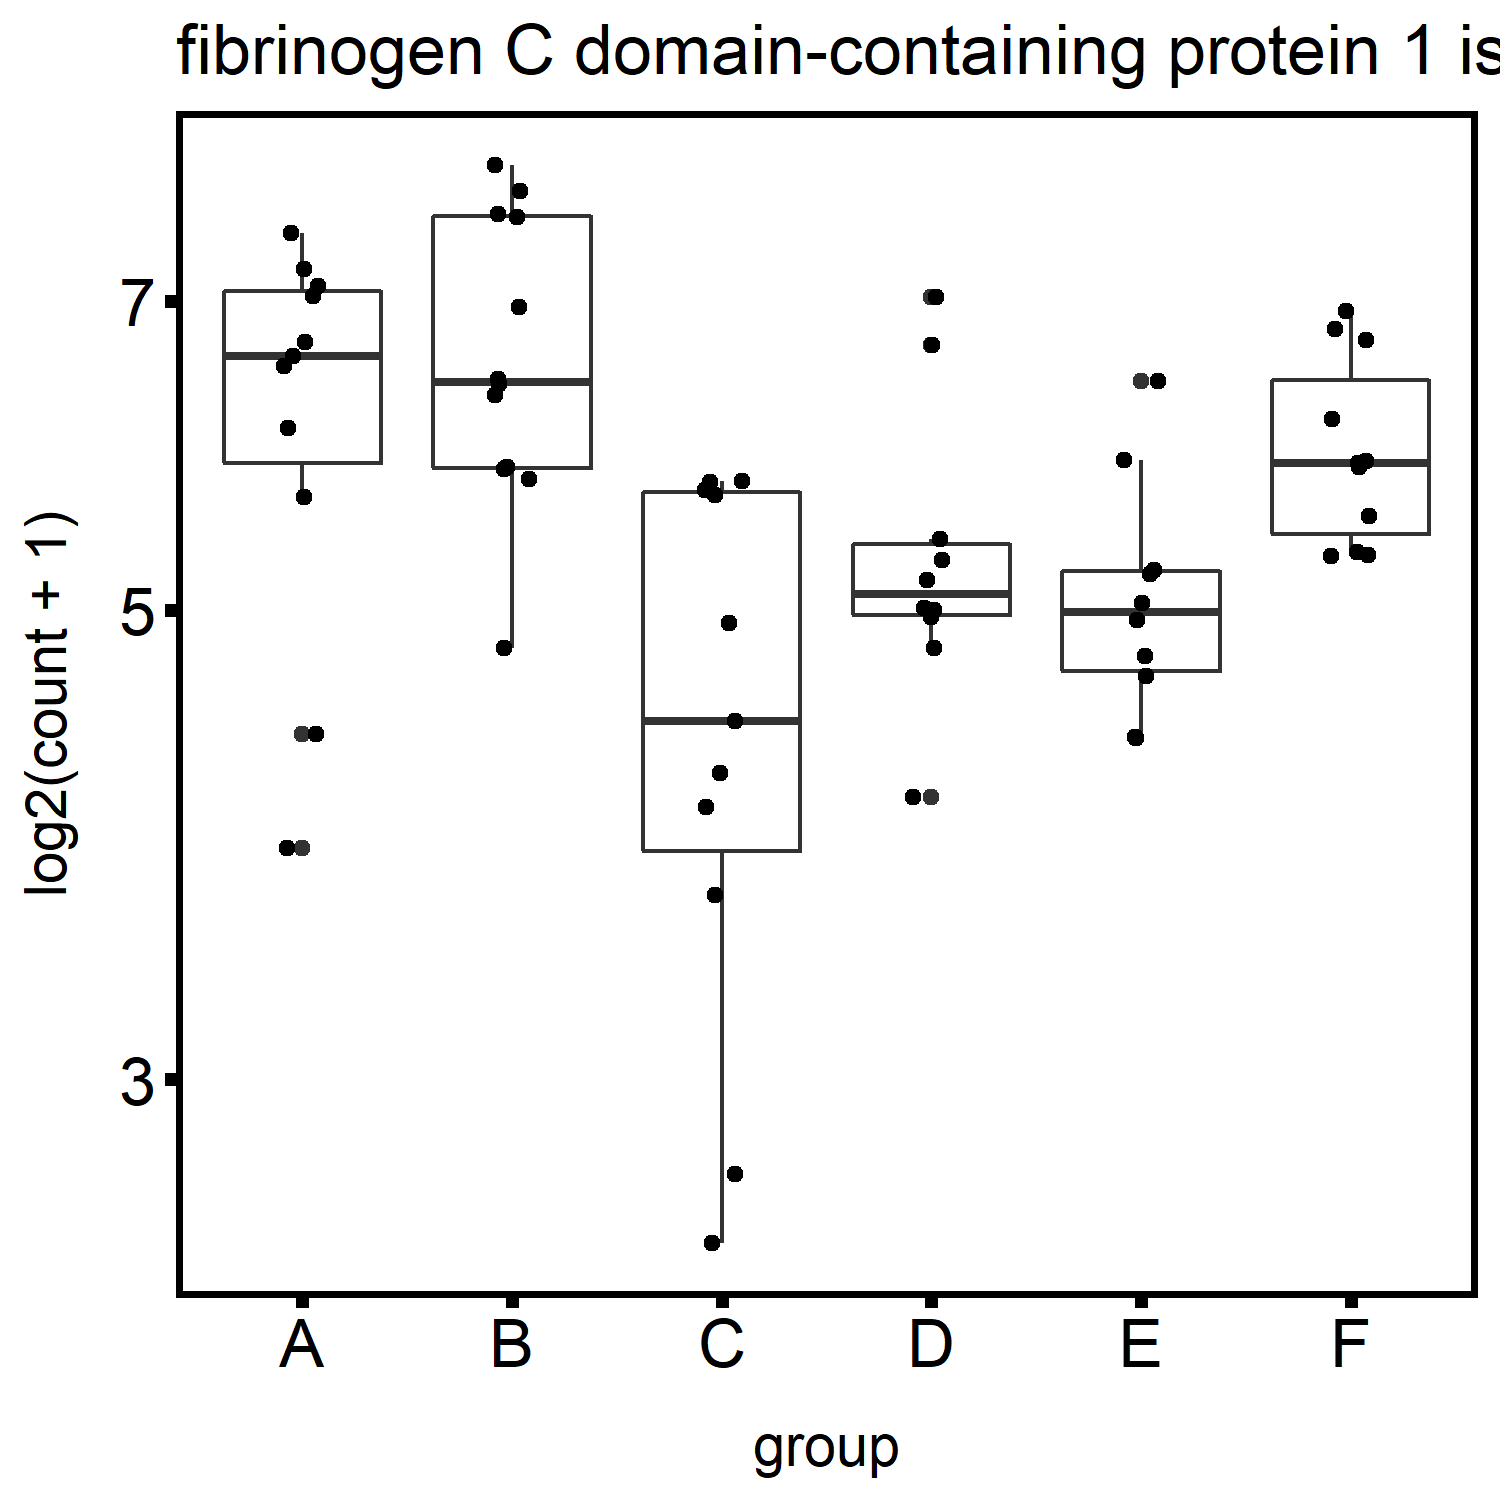 fibrinogen C domain-containing protein 1 is
log2(count + 1)
7
5
3
A B C D E F
group